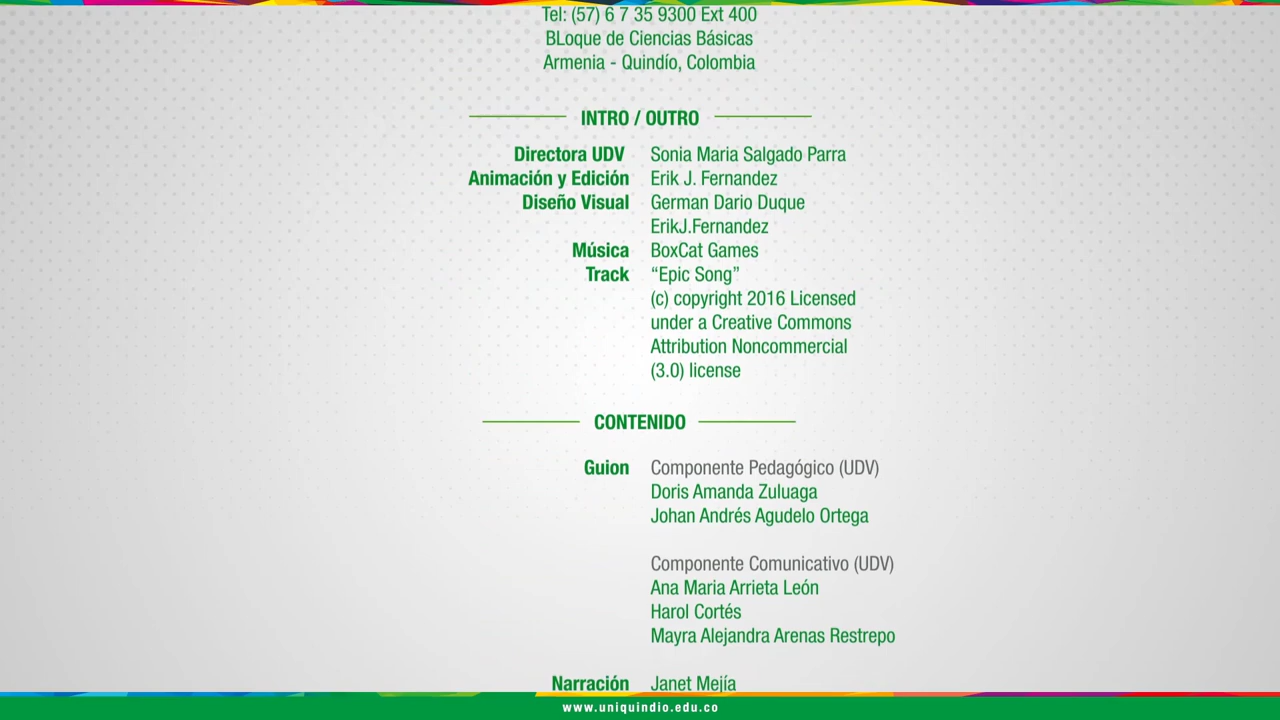 Tel: (57) 6 7 35 9300 Ext 400
BLoque de Ciencias Básicas
Armenia - Quindío, Colombia
INTRO / OUTRO
Directora UDV Sonia Maria Salgado Parra
Animación y Edición Erik J. Fernandez
Diseño Visual German Dario Duque
ErikJ.Fernandez
Música BoxCat Games
Track “Epic Song”
(c) copyright 2016 Licensed
under a Creative Commons
Attribution Noncommercial
(3.0) license
CONTENIDO
Guion Componente Pedagógico (UDV)
Doris Amanda Zuluaga
Johan Andrés Agudelo Ortega
Componente Comunicativo (UDV)
Ana Maria Arrieta León
Harol Cortés
Mayra Alejandra Arenas Restrepo
Narración Janet Mejía
www.uniquindio.edu.co